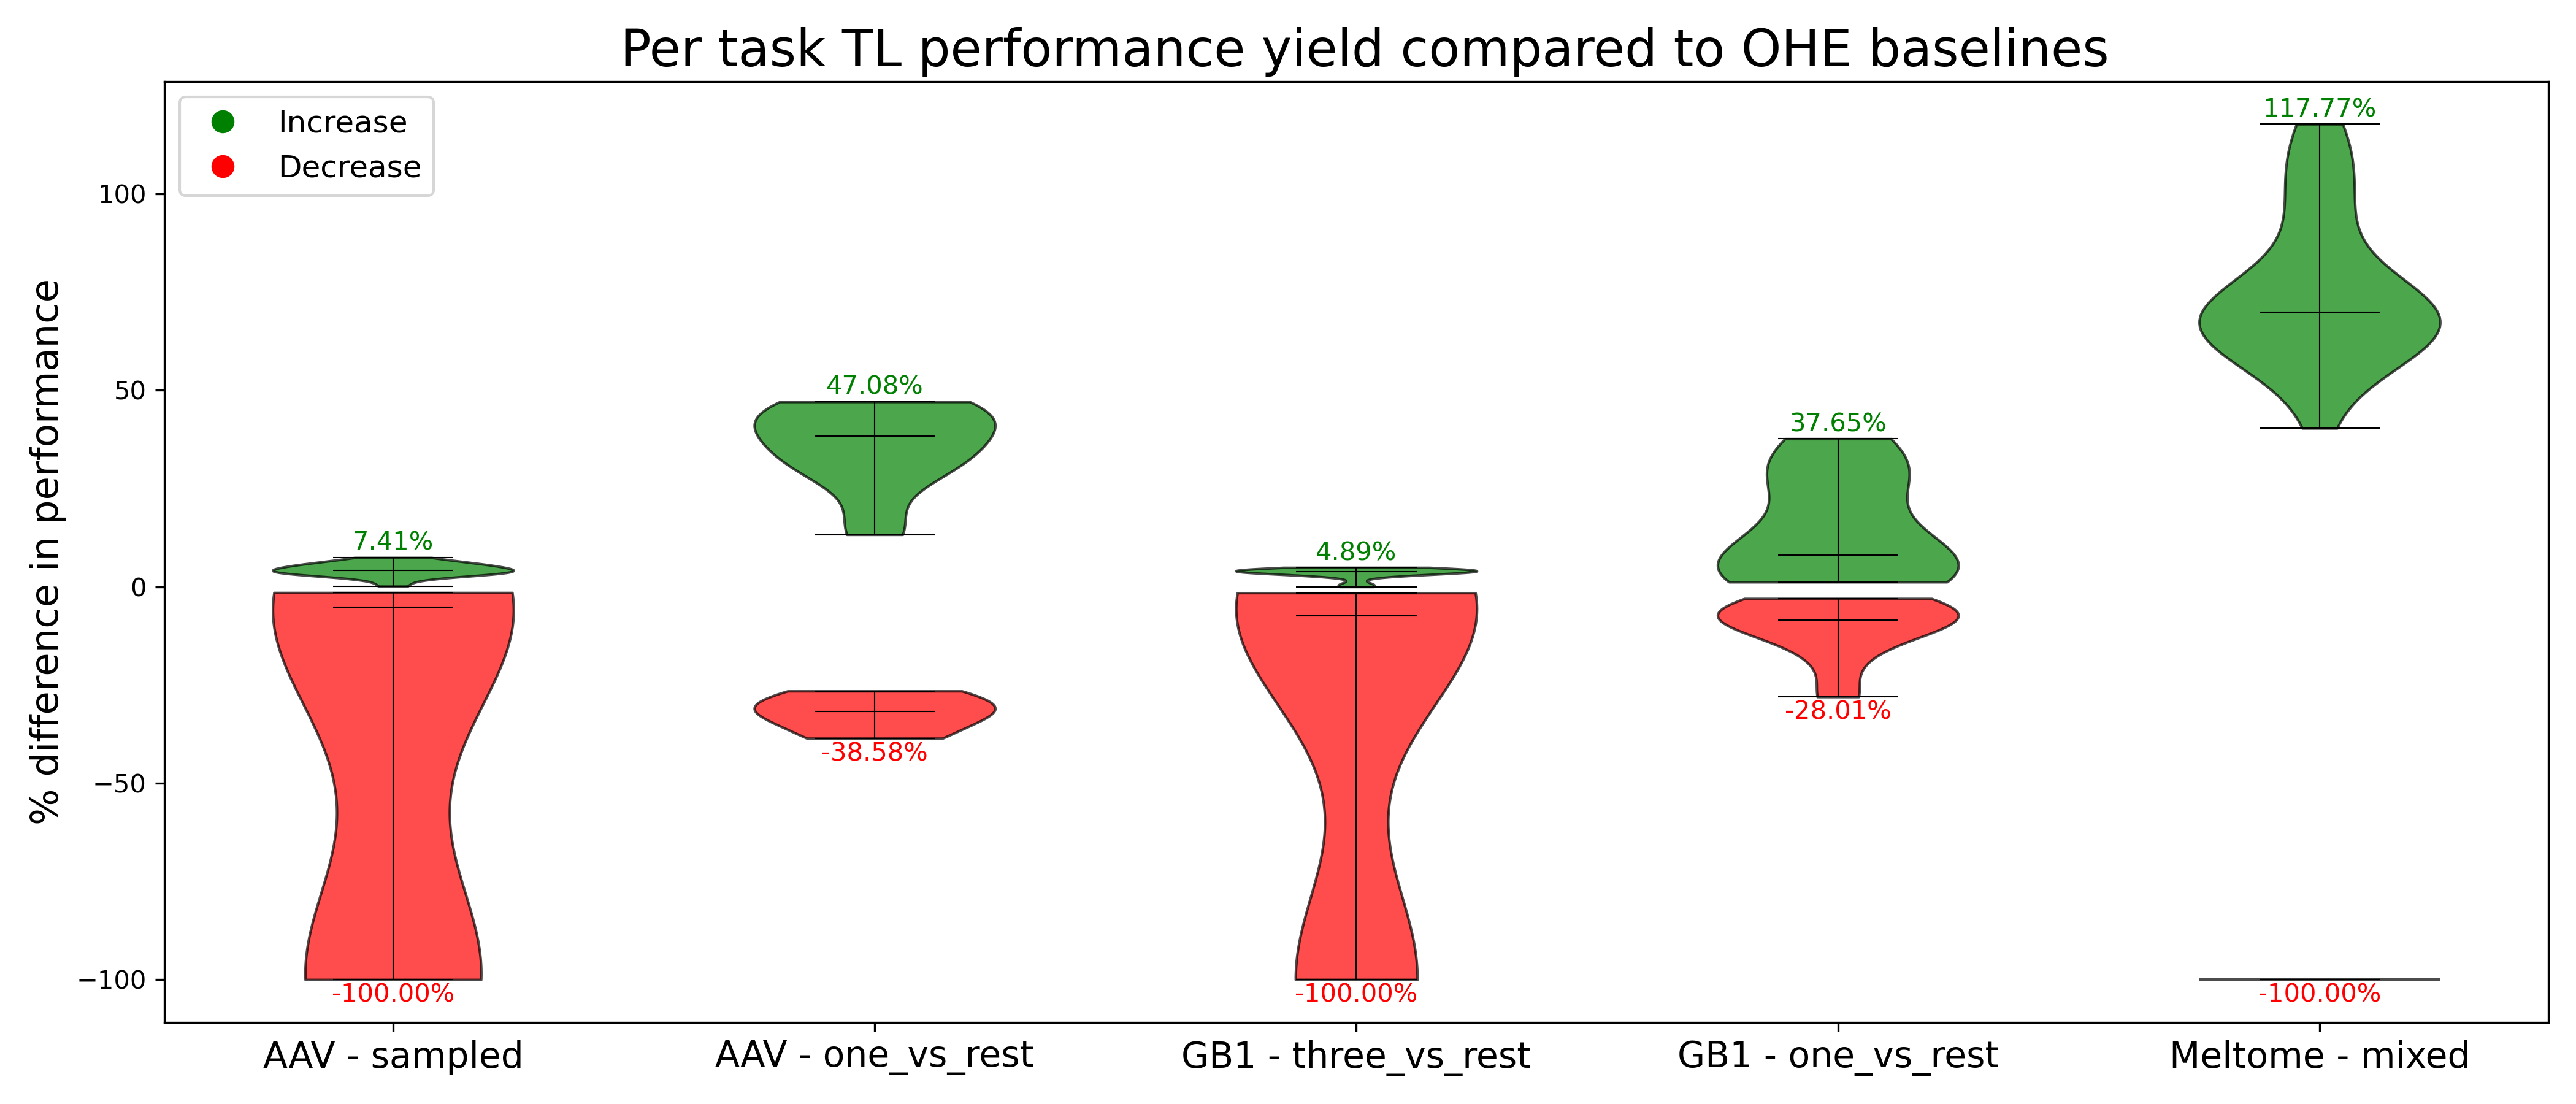 Per task TL performance yield compared to OHE baselines
Increase
Decrease
% difference in performance
100
50
0
−50
−100
7.41%
-100.00%
47.08%
-38.58%
4.89%
-100.00%
37.65%
-28.01%
117.77%
-100.00%
AAV - sampled
AAV - one_vs_rest
GB1 - three_vs_rest
GB1 - one_vs_rest
Meltome - mixed